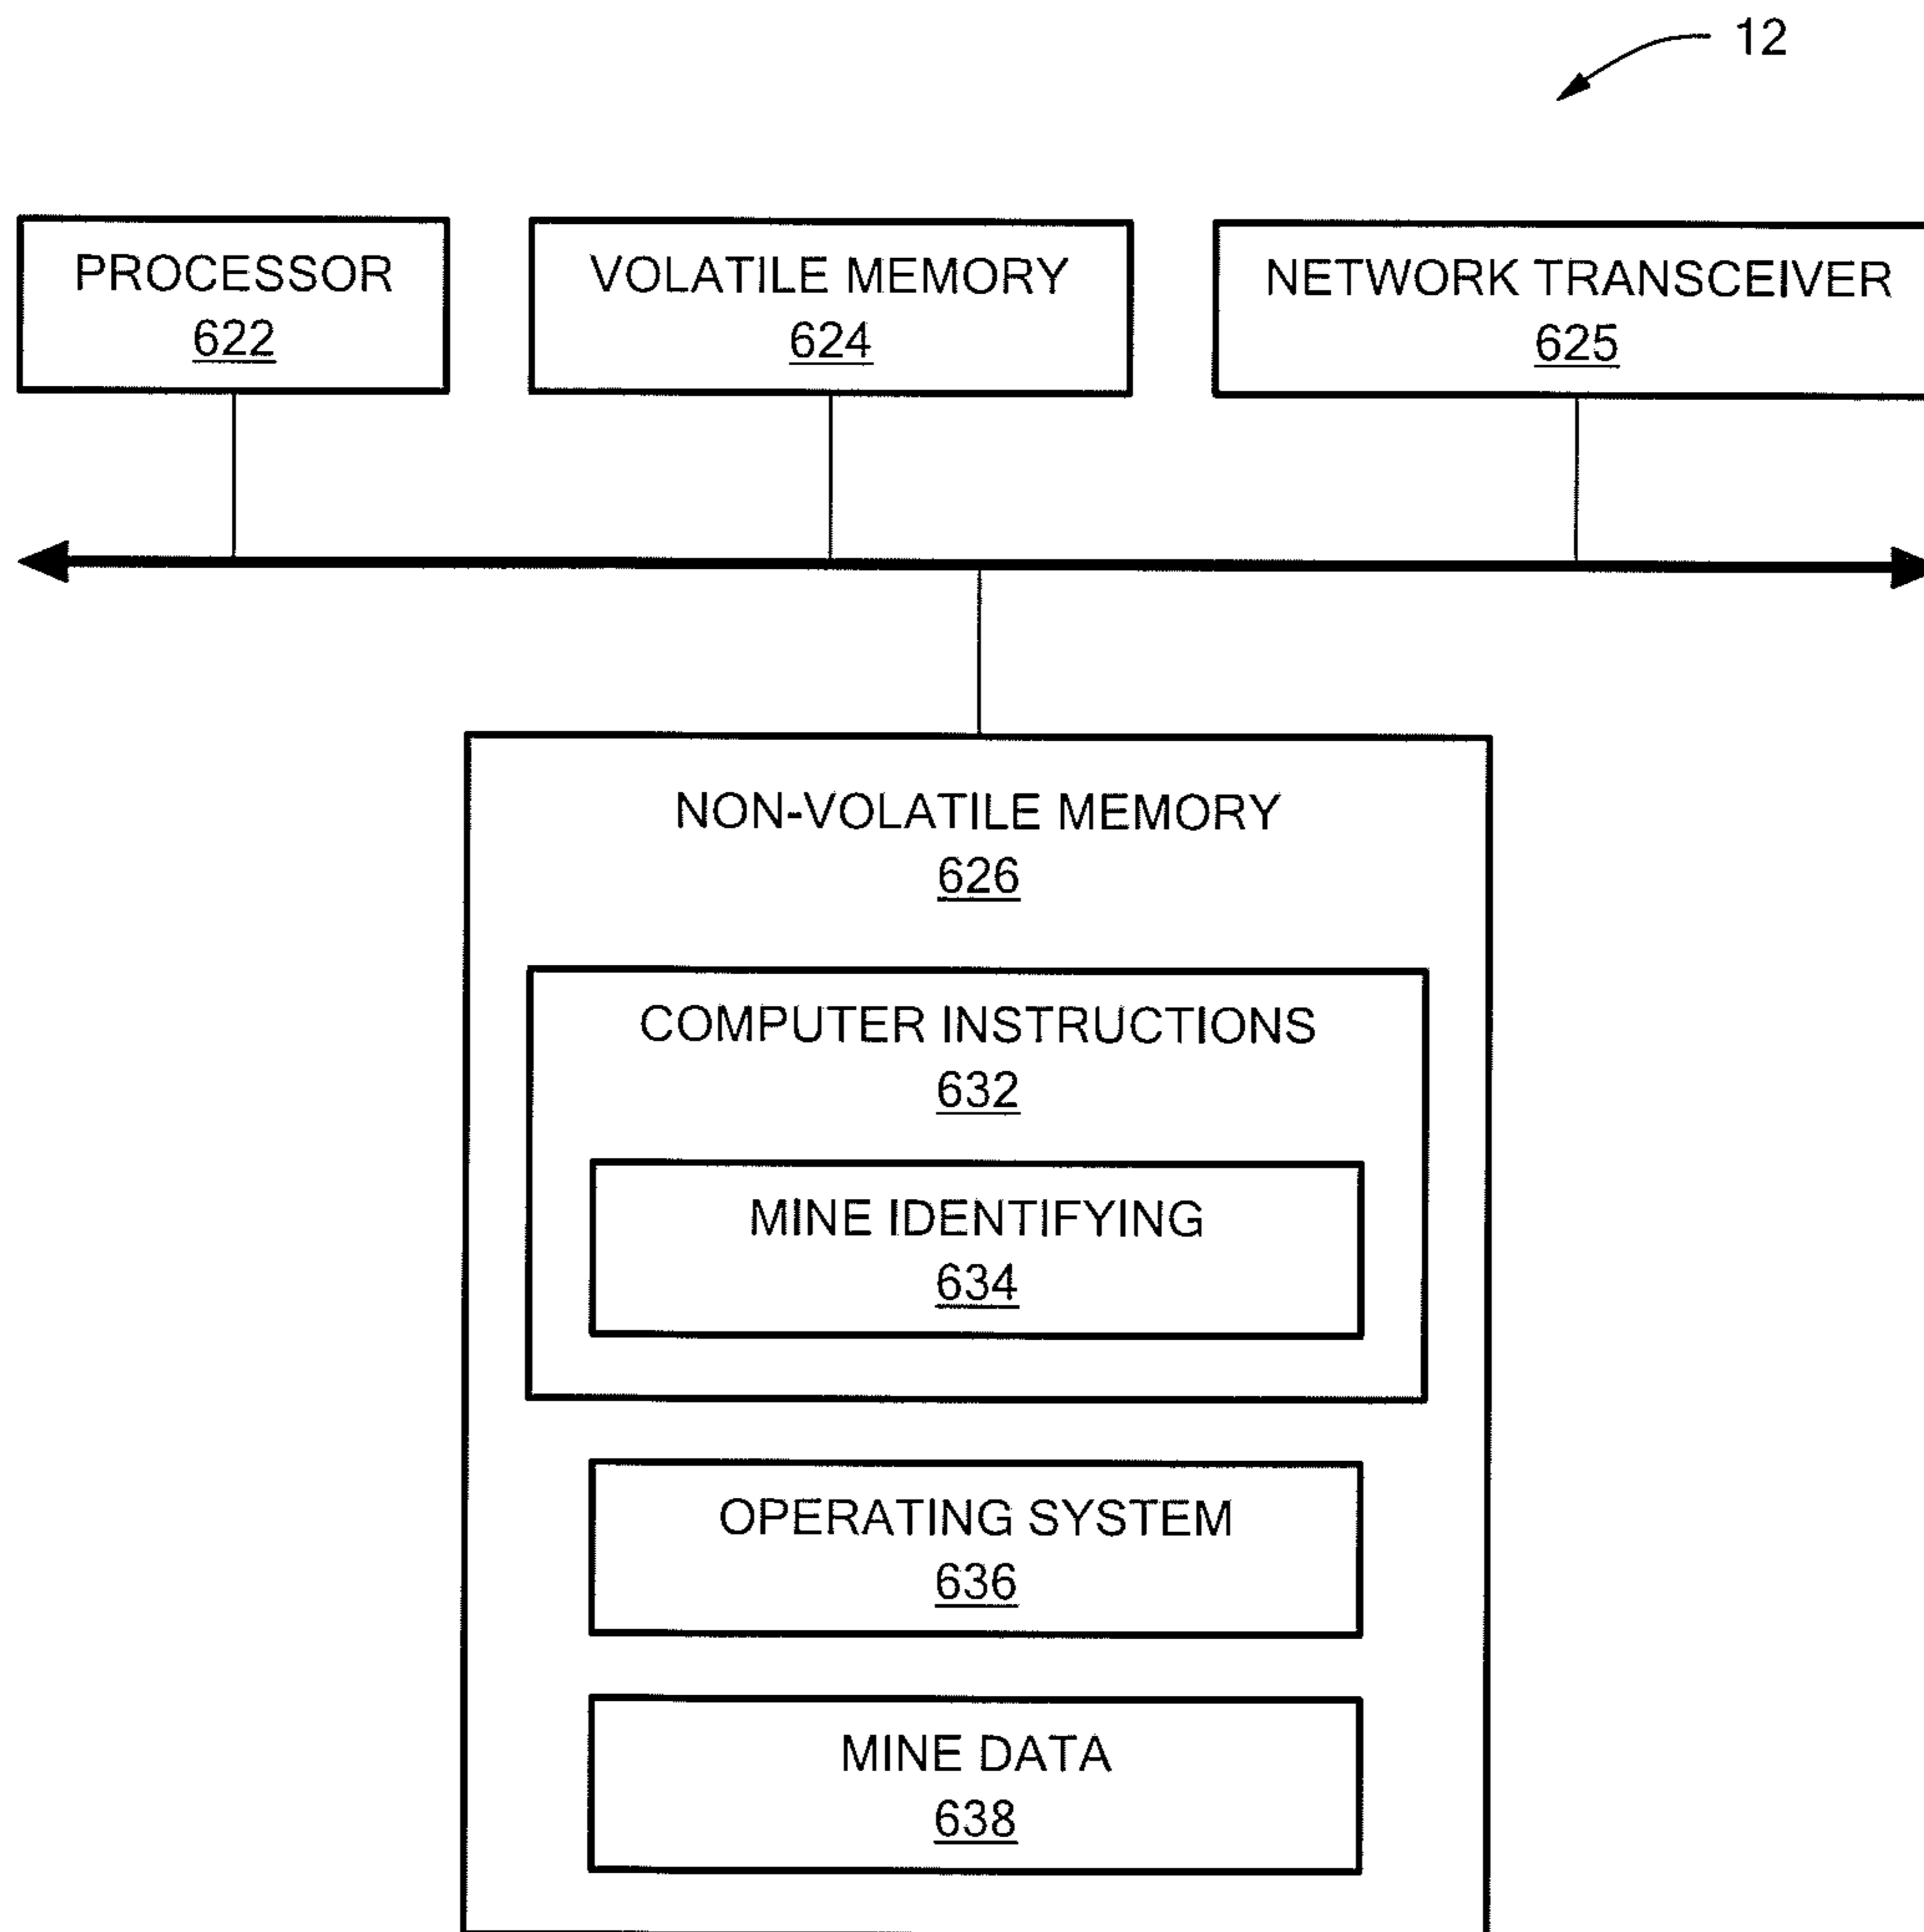 12
PROCESSOR
622
VOLATILE MEMORY
624
NETWORK TRANSCEIVER
625
NON-VOLATILE MEMORY
626
COMPUTER INSTRUCTIONS
632
MINE IDENTIFYING
634
OPERATING SYSTEM
636
MINE DATA
638